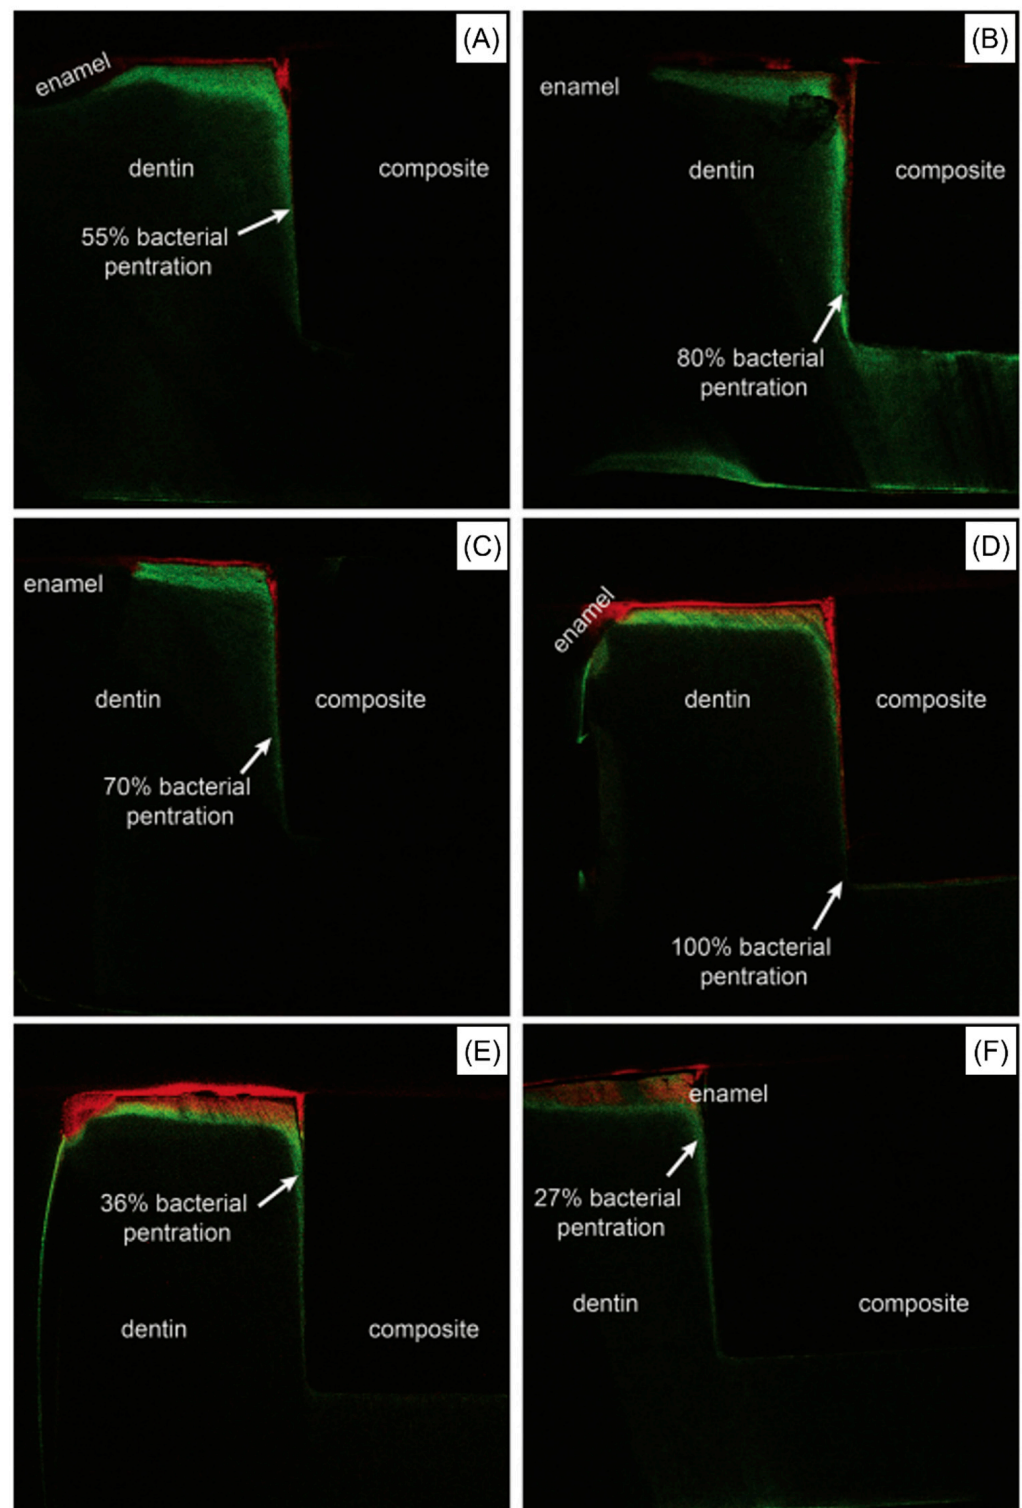 (A)
enamel
dentin
composite
55% bacterial
pentration
(B)
enamel
dentin
composite
80% bacterial
pentration
(C)
enamel
dentin
composite
70% bacterial
pentration
(D)
enamel
dentin
composite
100% bacterial
pentration
(E)
36% bacterial
pentration
dentin
composite
(F)
enamel
27% bacterial
pentration
dentin
composite